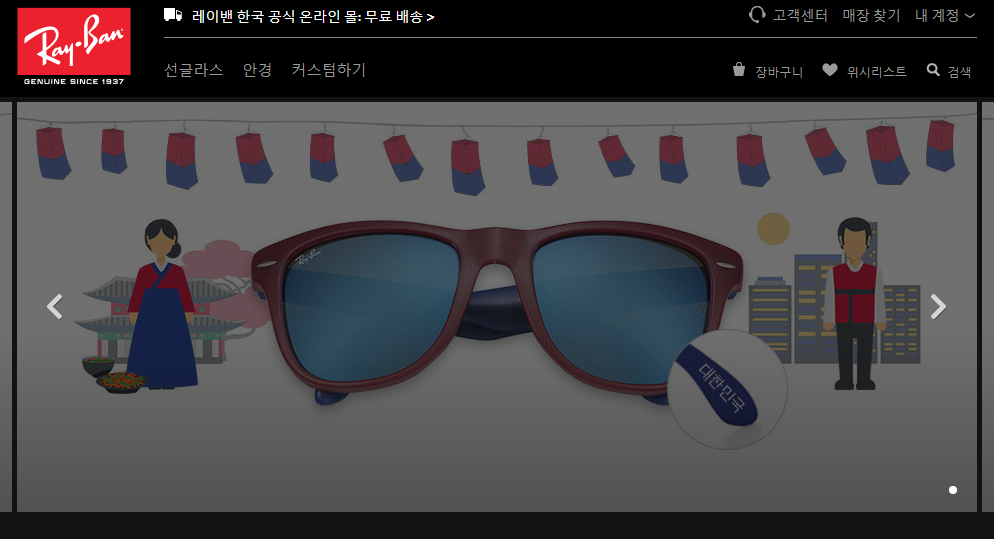 Ray-Ban
GENUINE SINCE 1937
레이밴 한국 공식 온라인 몰: 무료 배송 >
고객센터 매장 찾기 내 계정
선글라스 안경 커스텀하기
장바구니 위시리스트 검색
Ray-Ban
대한민국